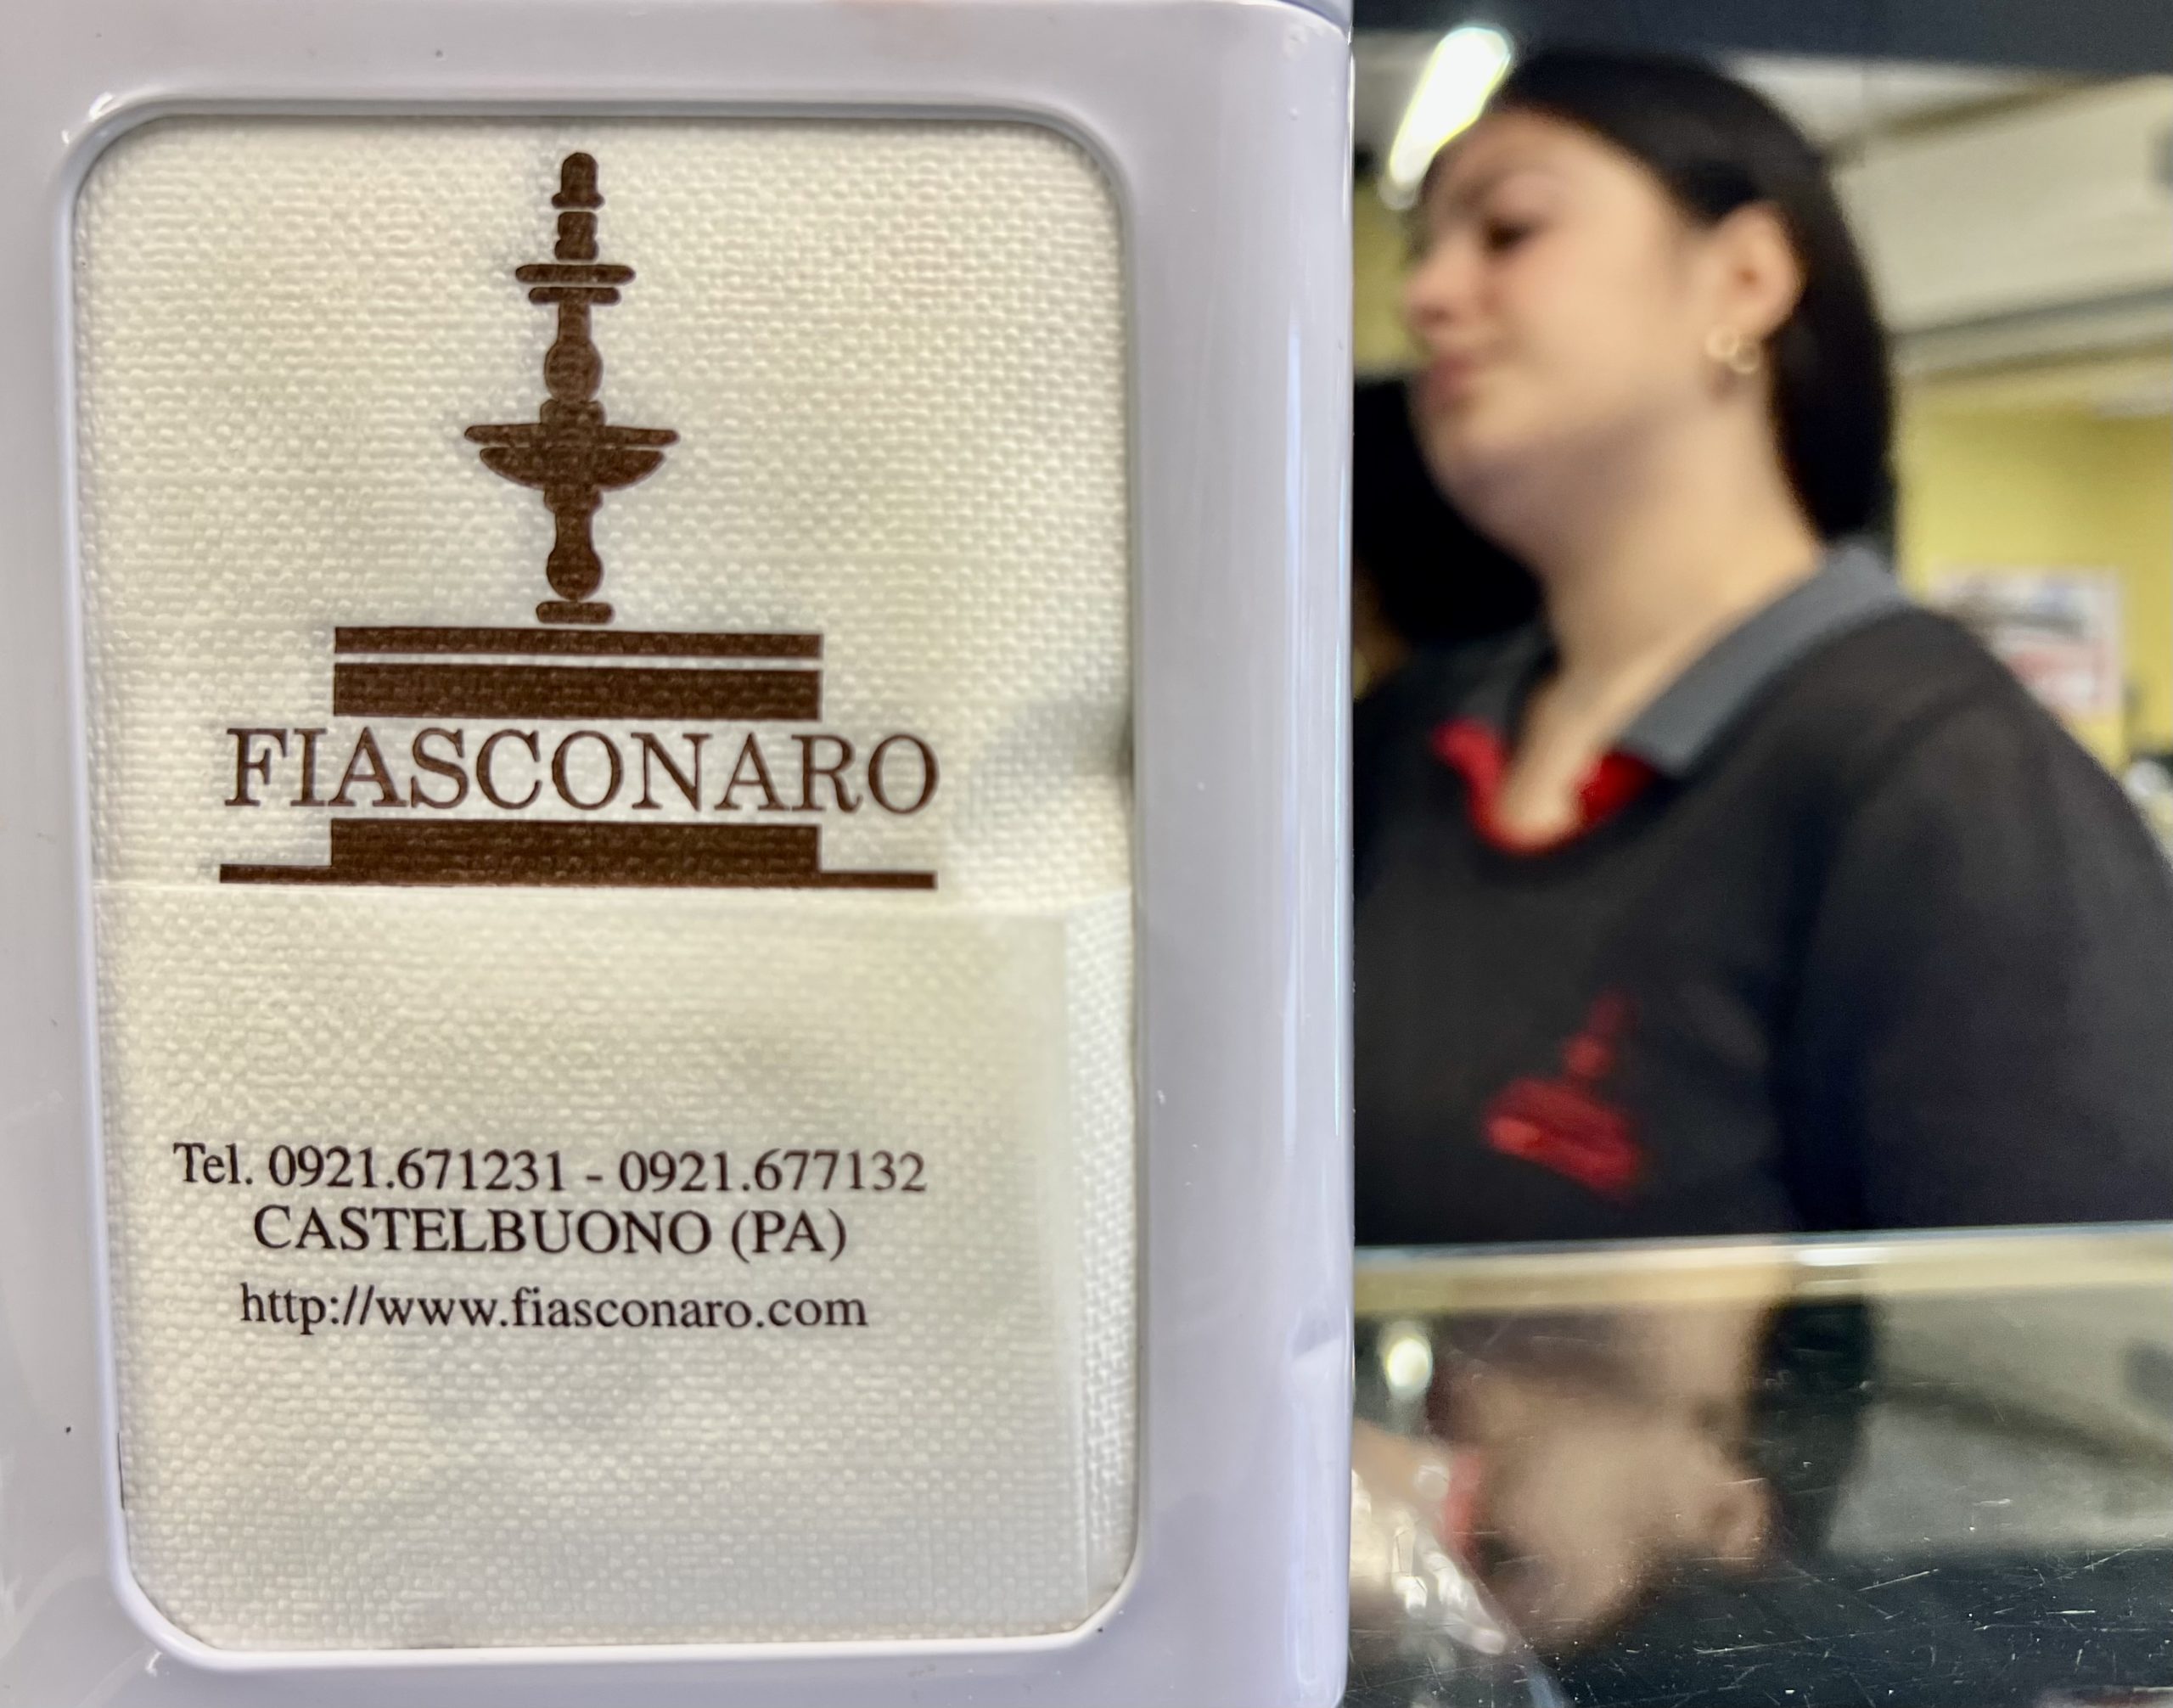 FIASCONARO
Tel. 0921.671231 - 0921.677132
CASTELBUONO (PA)
http://www.fiasconaro.com